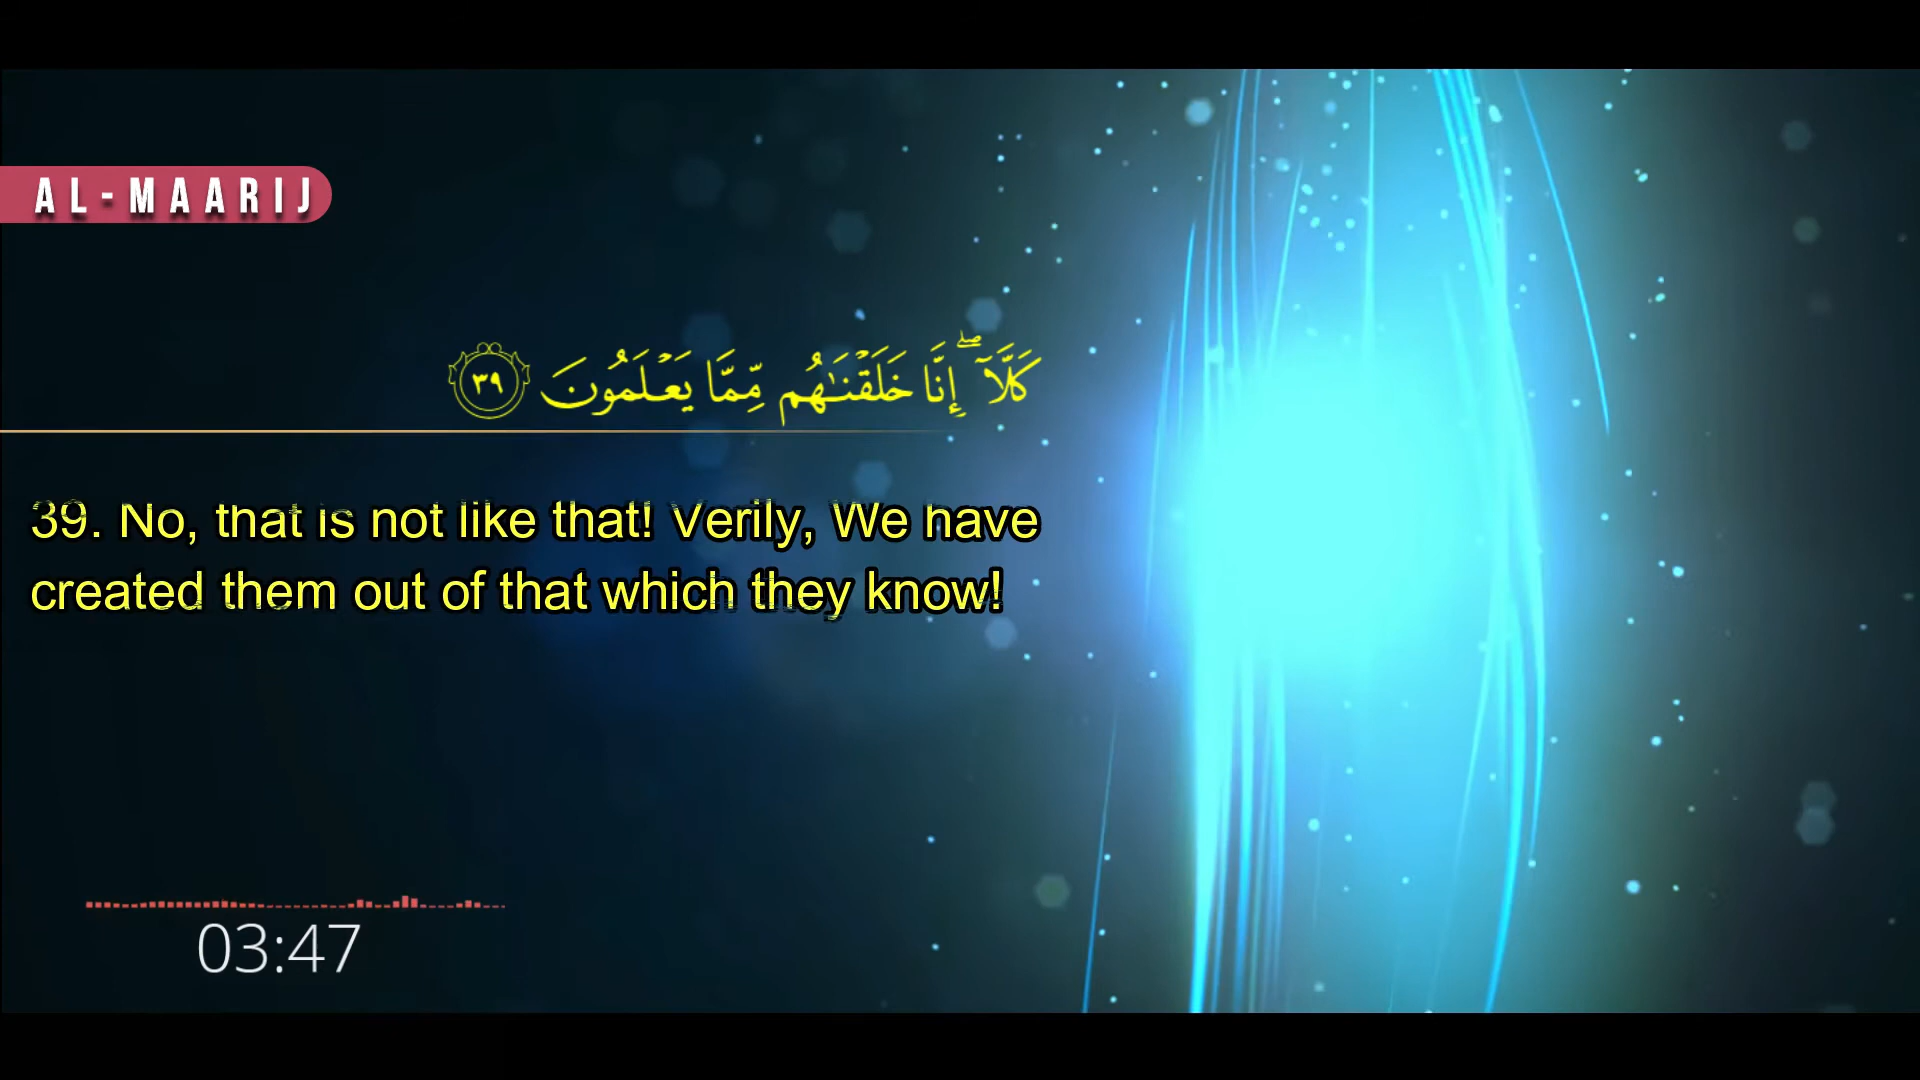 AL-MAARIJ
كَلَّآ ۖ إِنَّا خَلَقْنَـٰهُم مِّمَّا يَعْلَمُونَ ٣٩
39. No, that is not like that! Verily, We have
created them out of that which they know!
03:47